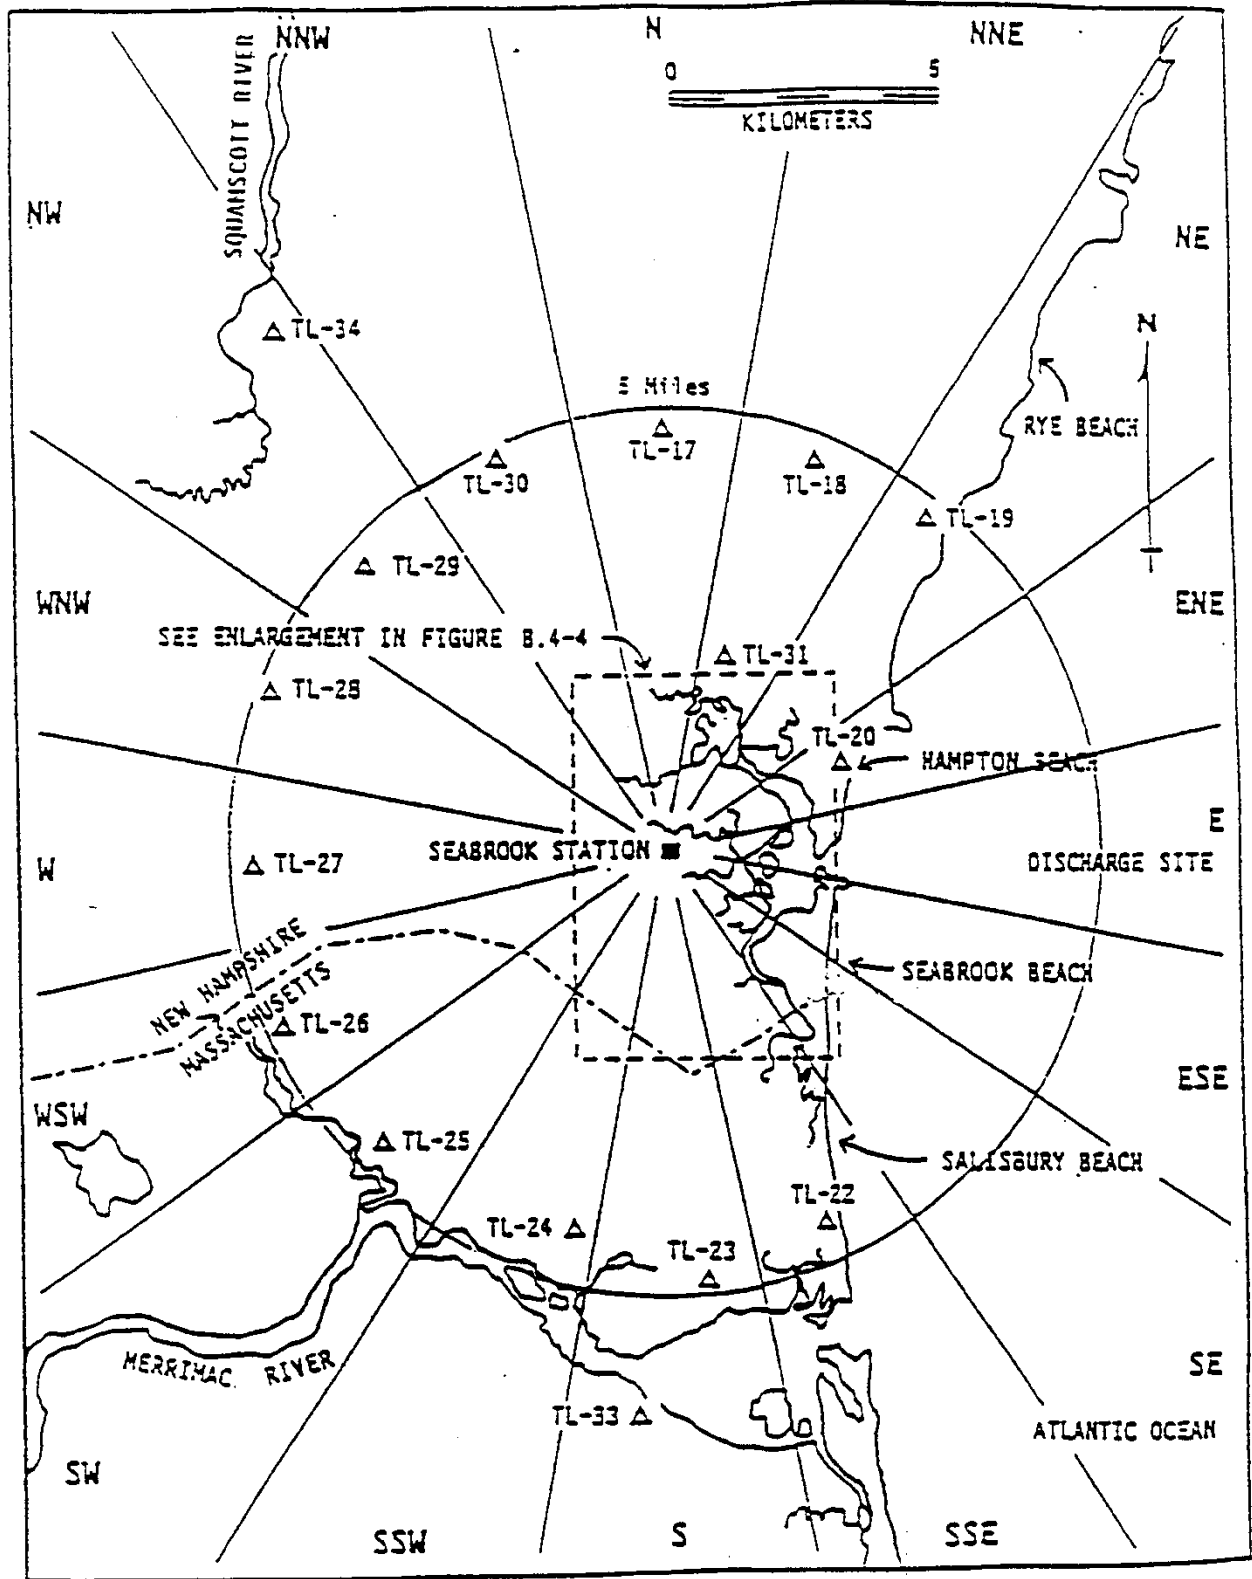 NNW
N
NNE
0
5
KILOMETERS
SQUAMSCOTT RIVER
NW
NE
N
TL-34
5 Miles
RYE BEACH
TL-17
TL-30
TL-18
TL-19
TL-29
WNW
ENE
SEE ENLARGEMENT IN FIGURE B.4-4
TL-31
TL-28
TL-20
HAMPTON BEACH
E
SEABROOK STATION
DISCHARGE SITE
W
TL-27
NEW HAMPSHIRE
MASSACHUSETTS
SEABROOK BEACH
TL-26
ESE
WSW
TL-25
SALISBURY BEACH
TL-22
TL-24
TL-23
MERRIMAC RIVER
SE
TL-33
ATLANTIC OCEAN
SW
SSW
S
SSE